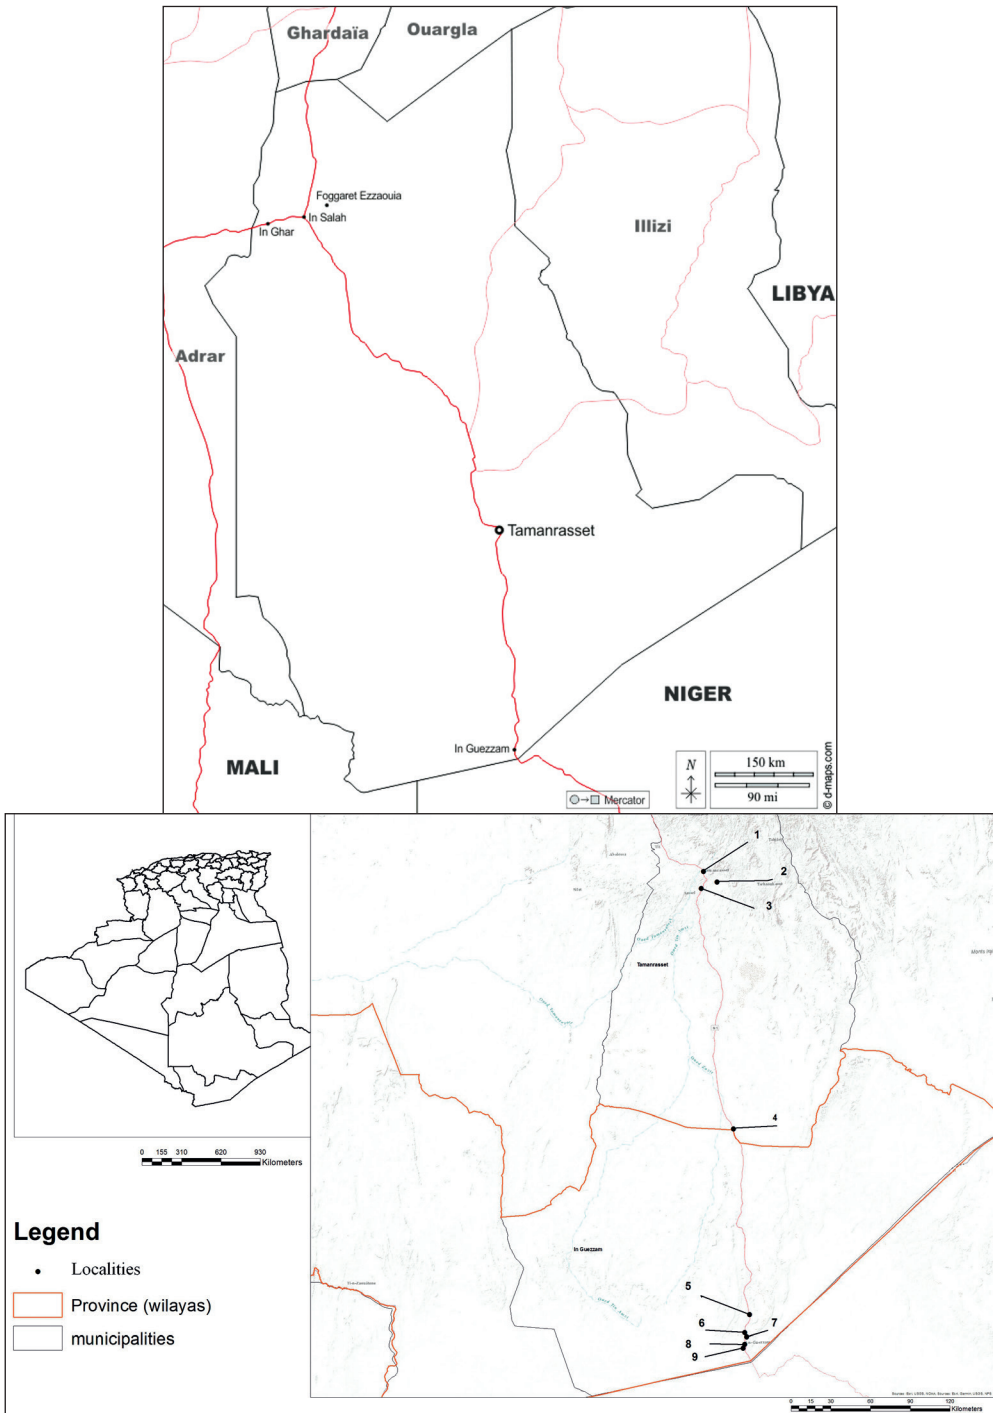 Ghardaïa
Ouargla
Foggaret Ezzaouia
In Salah
In Ghar
Illizi
LIBYA
Adrar
Tamanrasset
NIGER
In Guezzam
MALI
N
150 km
90 mi
Mercator
© d-maps.com
1
2
3
Tamanrasset
4
0 155 310 620 930
Kilometers
Legend
Localities
Province (wilayas)
municipalities
In Guezzam
5
6
7
8
9
0 15 30 60 90 120
Kilometers